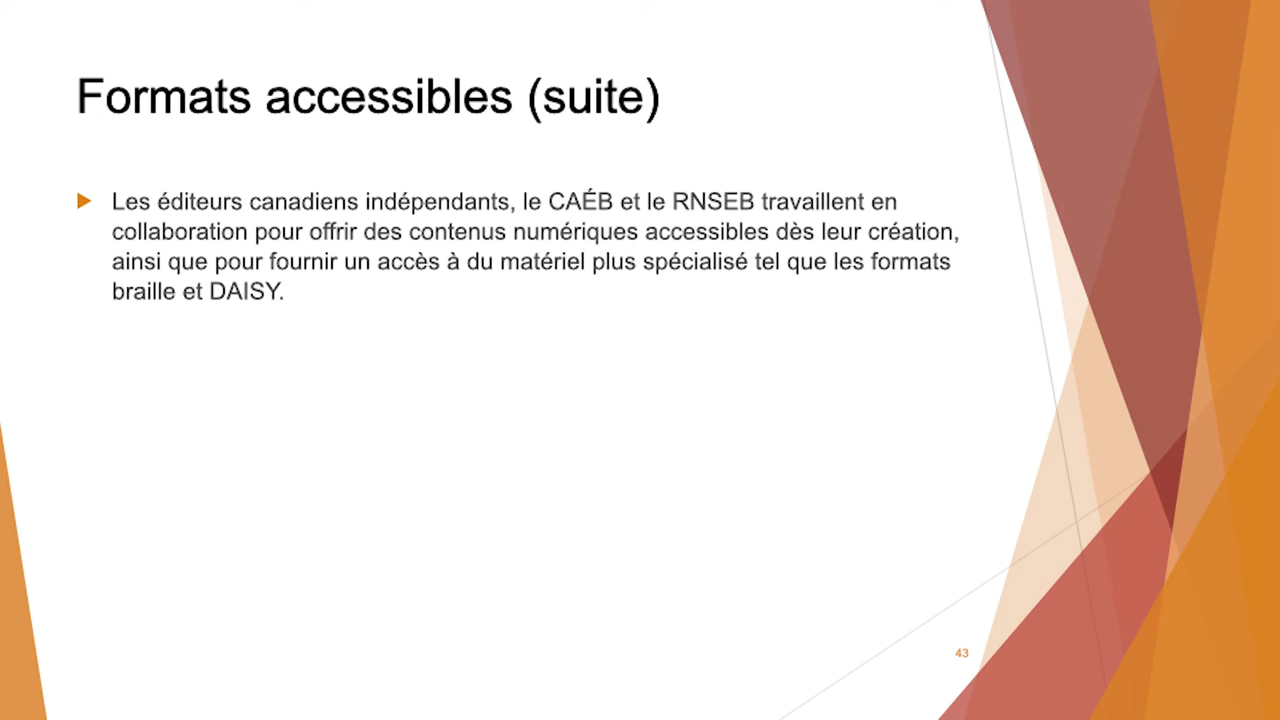 Formats accessibles (suite)
Les éditeurs canadiens indépendants, le CAÉB et le RNSEB travaillent en
collaboration pour offrir des contenus numériques accessibles dès leur création,
ainsi que pour fournir un accès à du matériel plus spécialisé tel que les formats
braille et DAISY.
43